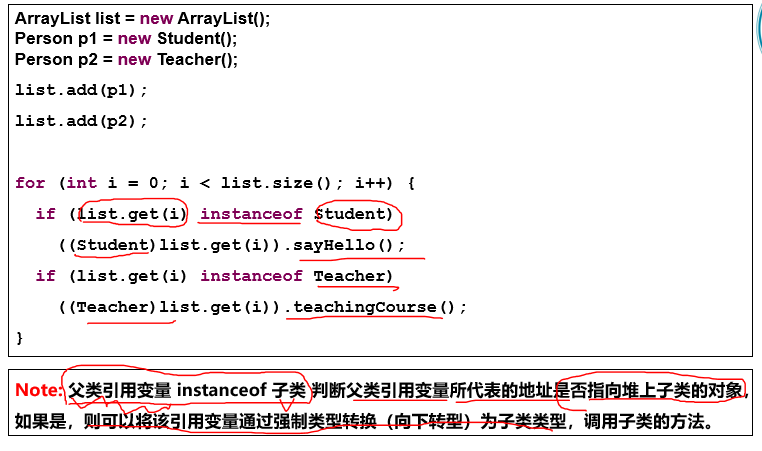 ArrayList list = new ArrayList();
Person p1 = new Student();
Person p2 = new Teacher();
list.add(p1);
list.add(p2);
for (int i = 0; i < list.size(); i++) {
if (list.get(i) instanceof Student)
((Student)list.get(i)).sayHello();
if (list.get(i) instanceof Teacher)
((Teacher)list.get(i)).teachingCourse();
}
Note: 父类引用变量 instanceof 子类 判断父类引用变量所代表的地址是否指向堆上子类的对象,
如果是，则可以将该引用变量通过强制类型转换（向下转型）为子类类型，调用子类的方法。